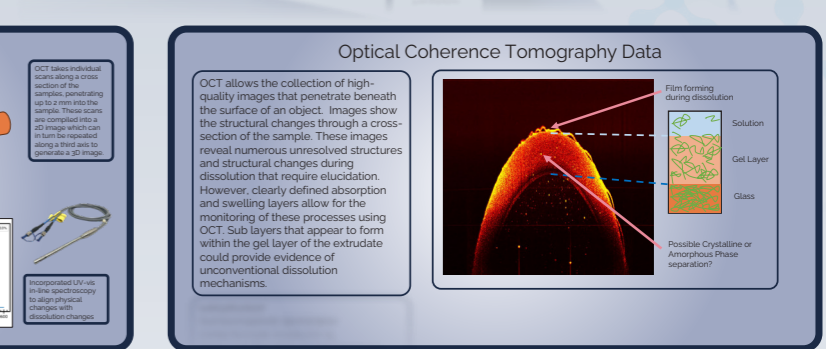 OCT takes individual
scans along a cross
section of the
samples, penetrating
up to 2 mm into the
sample. These scans
are compiled into a
2D image which can
in turn be repeated
along a third axis to
generate a 3D image.
Incorporated UV-vis
in-line spectroscopy
to align physical
changes with
dissolution changes
Optical Coherence Tomography Data
OCT allows the collection of high-
quality images that penetrate beneath
the surface of an object. Images show
the structural changes through a cross-
section of the sample. These images
reveal numerous unresolved structures
and structural changes during
dissolution that require elucidation.
However, clearly defined absorption
and swelling layers allow for the
monitoring of these processes using
OCT. Sub layers that appear to form
within the gel layer of the extrudate
could provide evidence of
unconventional dissolution
mechanisms.
Film forming
during dissolution
Solution
Gel Layer
Glass
Possible Crystalline or
Amorphous Phase
separation?